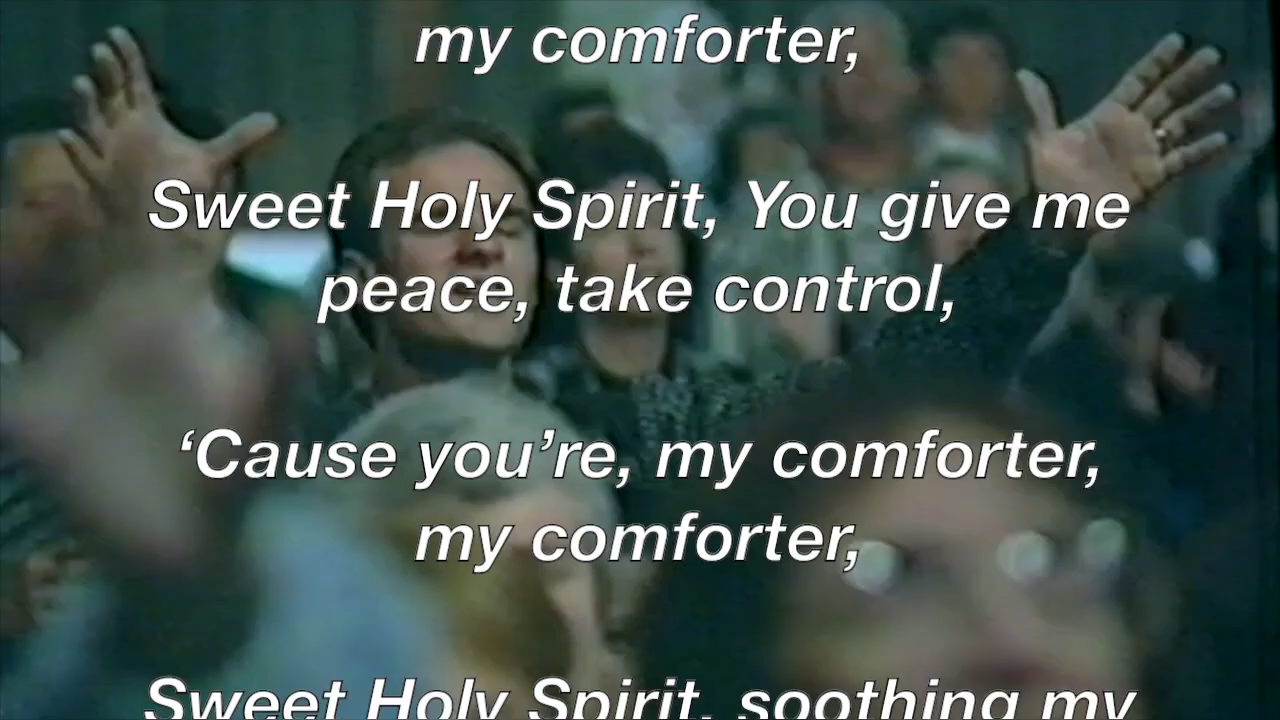 my comforter,
Sweet Holy Spirit, You give me
peace, take control,
‘Cause you’re, my comforter,
my comforter,
Sweet Holy Spirit, soothing my